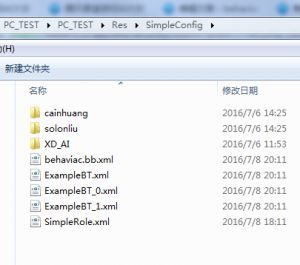 PC_TEST ▸ PC_TEST ▸ Res ▸ SimpleConfig ▸
(H)
新建文件夹
名称 修改日期
cainhuang 2016/7/6 14:25
solonliu 2016/7/6 14:25
XD_AI 2016/7/6 11:53
behaviac.bb.xml 2016/7/8 20:11
ExampleBT.xml 2016/7/8 20:11
ExampleBT_0.xml 2016/7/8 20:11
ExampleBT_1.xml 2016/7/8 20:11
SimpleRole.xml 2016/7/8 18:11